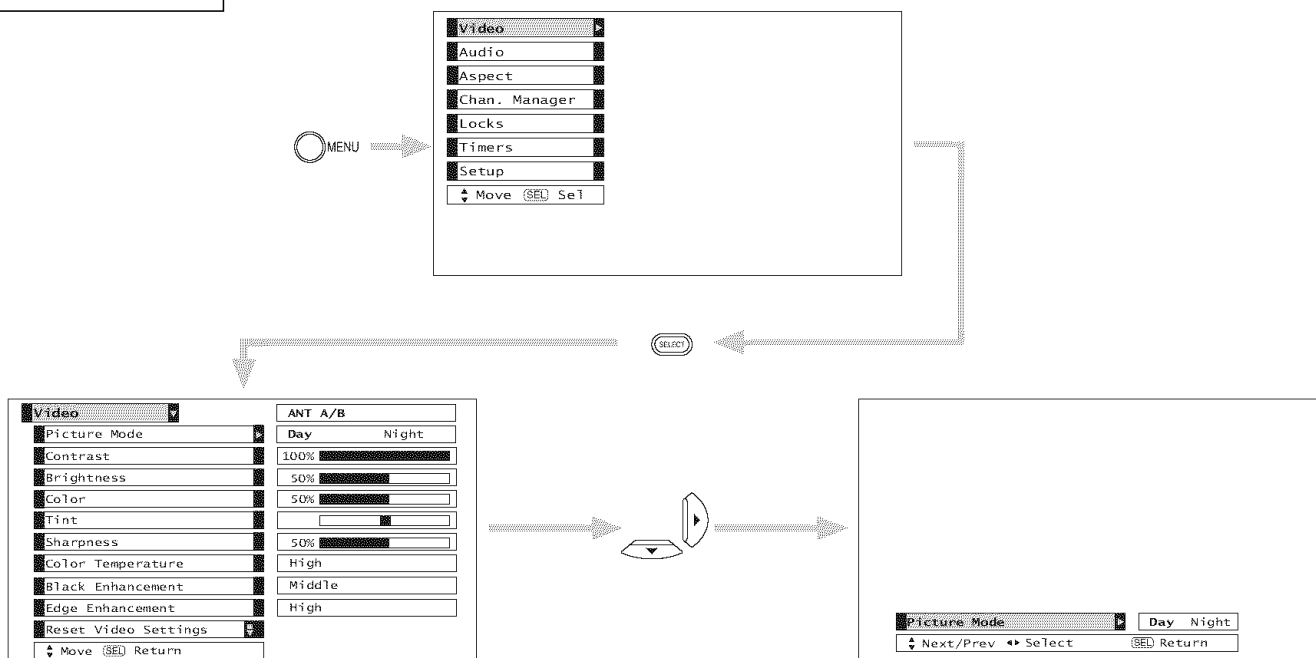 Video
Audio
Aspect
Chan. Manager
Locks
Timers
Setup
Move SEL Sel
MENU
SELECT
Video ANT A/B
Picture Mode Day Night
Contrast 100%
Brightness 50%
Color 50%
Tint
Sharpness 50%
Color Temperature High
Black Enhancement Middle
Edge Enhancement High
Reset Video Settings
Move SEL Return
Picture Mode Day Night
Next/Prev Select SEL Return